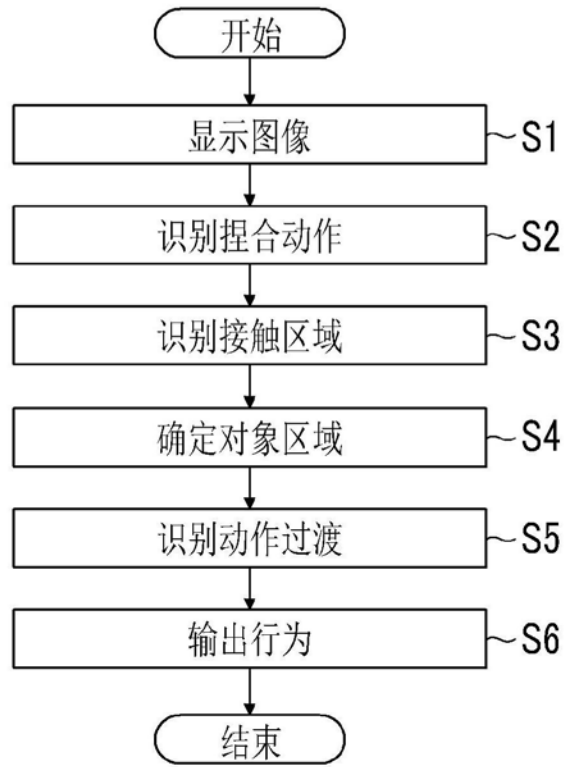 开始
显示图像 S1
识别捏合动作 S2
识别接触区域 S3
确定对象区域 S4
识别动作过渡 S5
输出行为 S6
结束